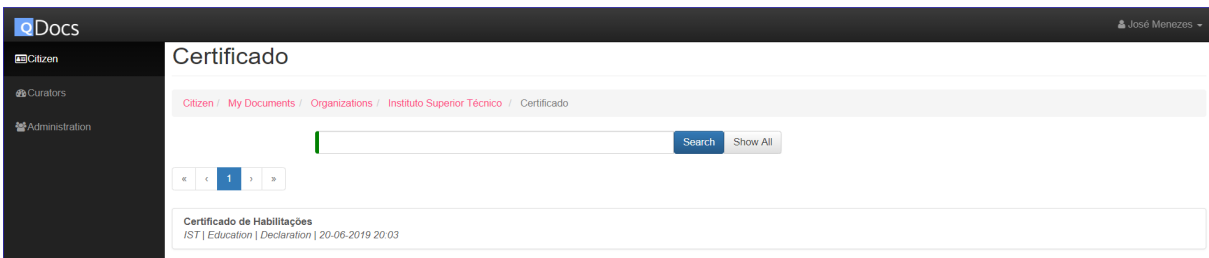 QDocs
José Menezes
Citizen
Curators
Administration
Certificado
Citizen / My Documents / Organizations / Instituto Superior Técnico / Certificado
Search Show All
« ‹ 1 › »
Certificado de Habilitações
IST | Education | Declaration | 20-06-2019 20:03